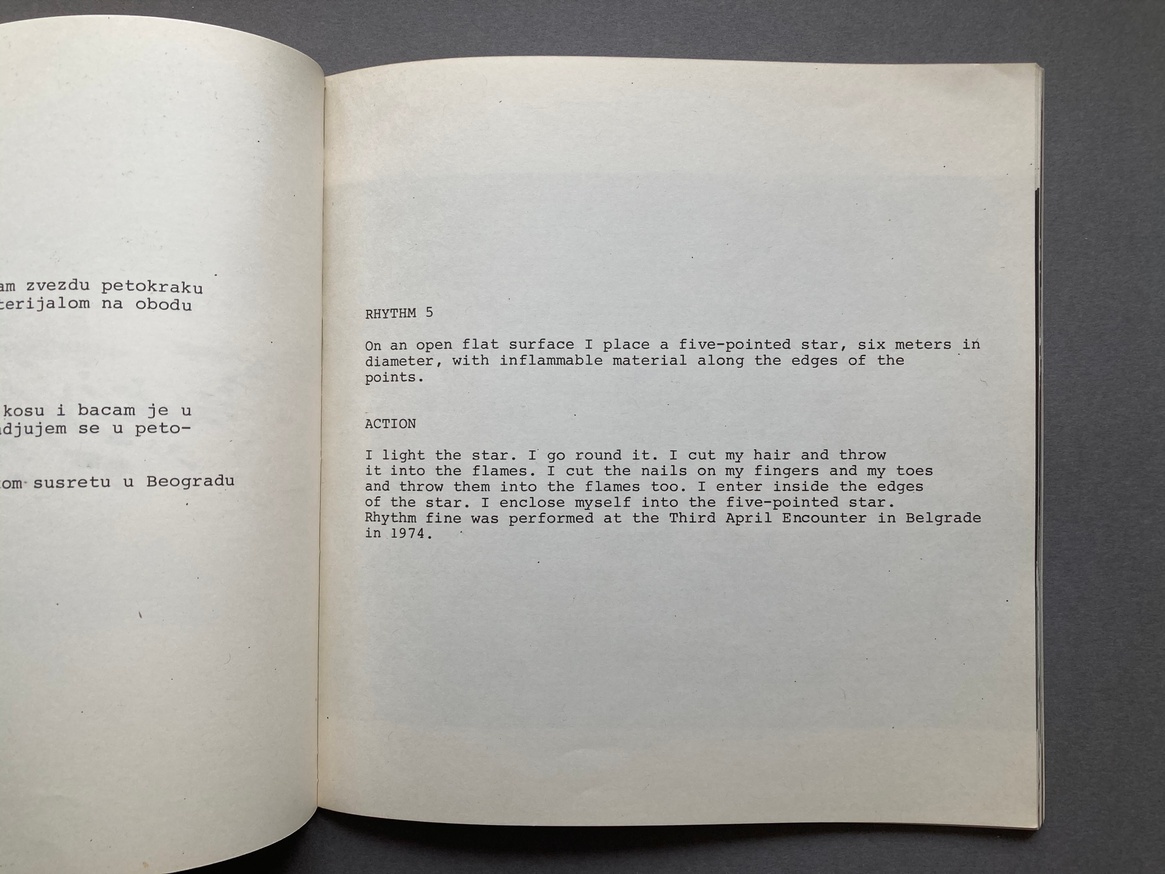 zvezdu petokraku
na obodu
kosu i bacam je u
se u peto-
susretu u Beogradu
RHYTHM 5
On an open flat surface I place a five-pointed star, six meters in
diameter, with inflammable material along the edges of the
points.
ACTION
I light the star. I go round it. I cut my hair and throw
it into the flames. I cut the nails on my fingers and my toes
and throw them into the flames too. I enter inside the edges
of the star. I enclose myself into the five-pointed star.
Rhythm fine was performed at the Third April Encounter in Belgrade
in 1974.